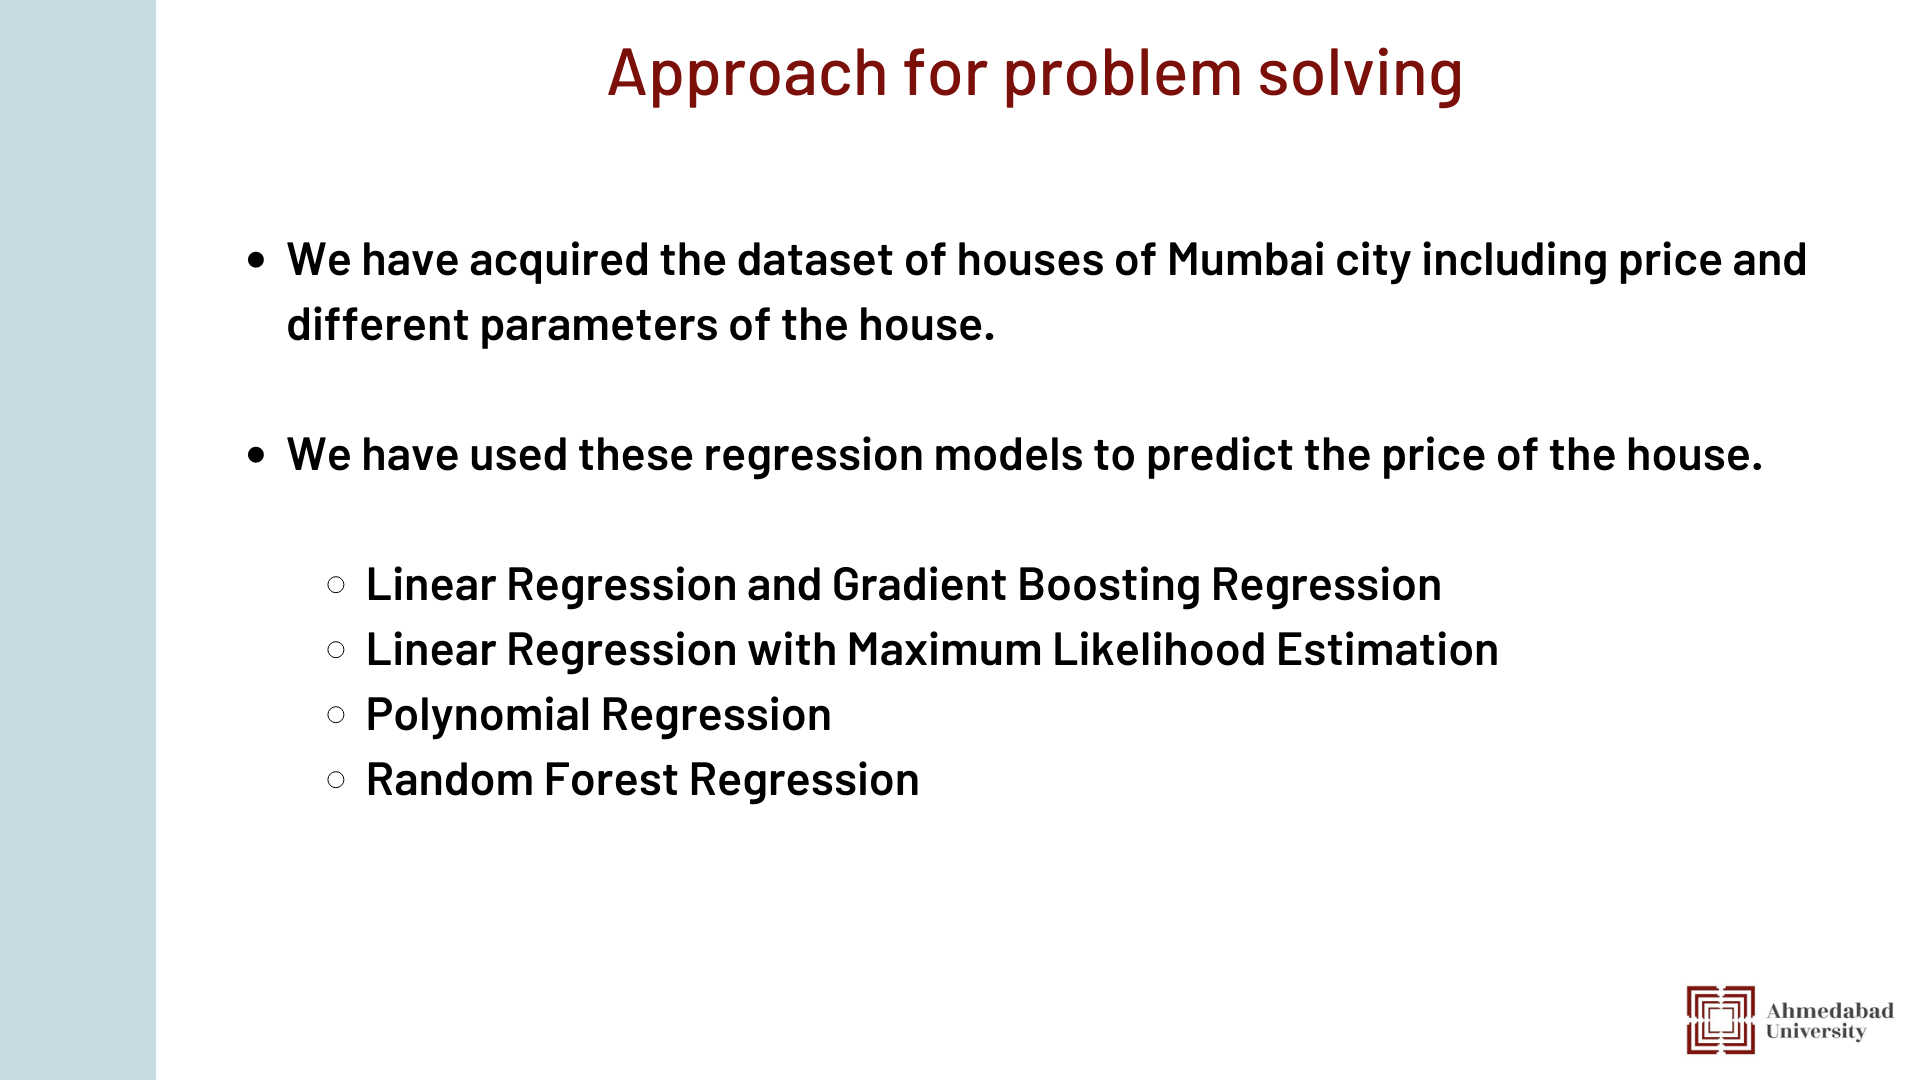 Approach for problem solving
• We have acquired the dataset of houses of Mumbai city including price and
different parameters of the house.
• We have used these regression models to predict the price of the house.
○ Linear Regression and Gradient Boosting Regression
○ Linear Regression with Maximum Likelihood Estimation
○ Polynomial Regression
○ Random Forest Regression
Ahmedabad
University